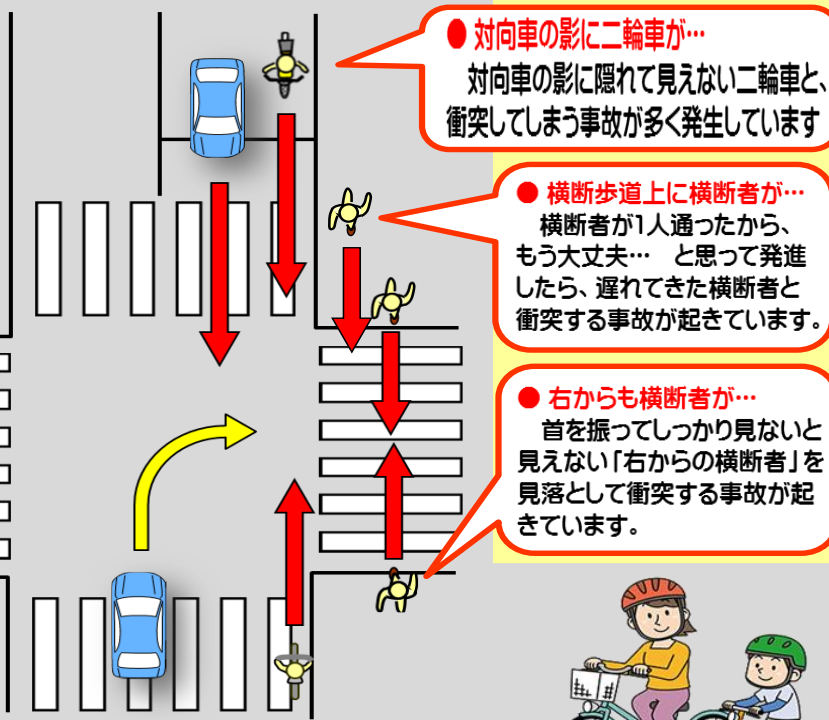 ● 対向車の影に二輪車が…
対向車の影に隠れて見えない二輪車と、
衝突してしまう事故が多く発生しています
● 横断歩道上に横断者が…
横断者が1人通ったから、
もう大丈夫… と思って発進
したら、遅れてきた横断者と
衝突する事故が起きています。
● 右からも横断者が…
首を振ってしっかり見ないと
見えない「右からの横断者」を
見落として衝突する事故が起
きています。